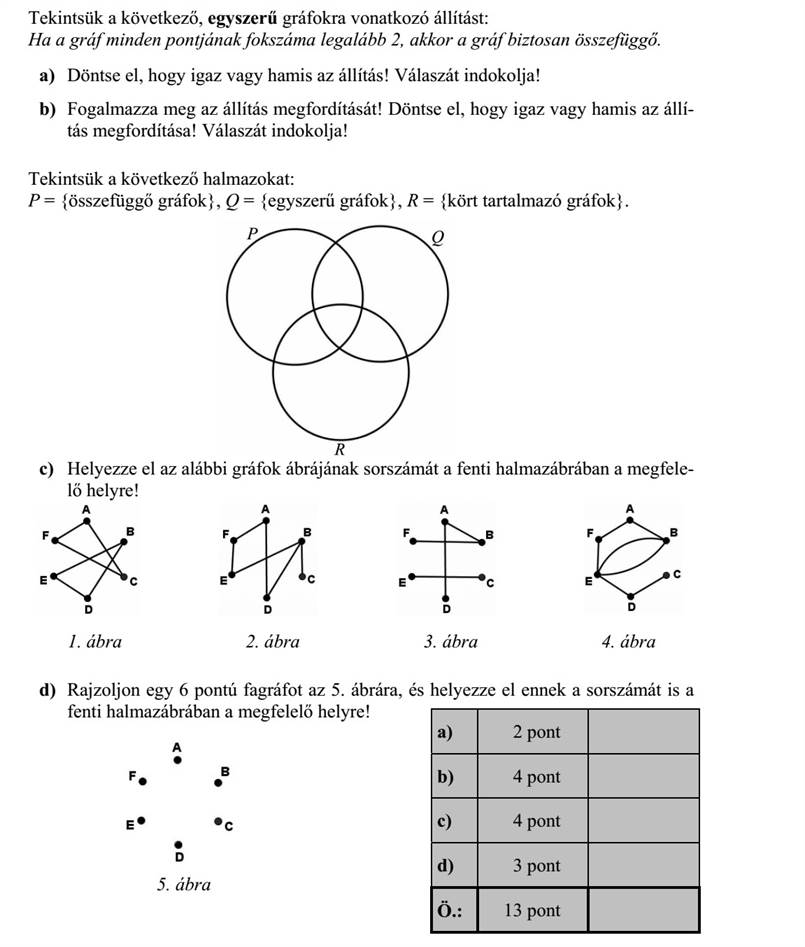 Tekintsük a következő, egyszerű gráfokra vonatkozó állítást:
Ha a gráf minden pontjának fokszáma legalább 2, akkor a gráf biztosan összefüggő.
a) Döntse el, hogy igaz vagy hamis az állítás! Válaszát indokolja!
b) Fogalmazza meg az állítás megfordítását! Döntse el, hogy igaz vagy hamis az állí-
tás megfordítása! Válaszát indokolja!
Tekintsük a következő halmazokat:
P = {összefüggő gráfok}, Q = {egyszerű gráfok}, R = {kört tartalmazó gráfok}.
P
Q
R
c) Helyezze el az alábbi gráfok ábrájának sorszámát a fenti halmazábrában a megfele-
lő helyre!
A A A A
F B F B F B F B
E C E C E C E C
D D D D
1. ábra 2. ábra 3. ábra 4. ábra
d) Rajzoljon egy 6 pontú fagráfot az 5. ábrára, és helyezze el ennek a sorszámát is a
fenti halmazábrában a megfelelő helyre!
A
F B
E C
D
5. ábra
a) 2 pont
b) 4 pont
c) 4 pont
d) 3 pont
Ö.: 13 pont